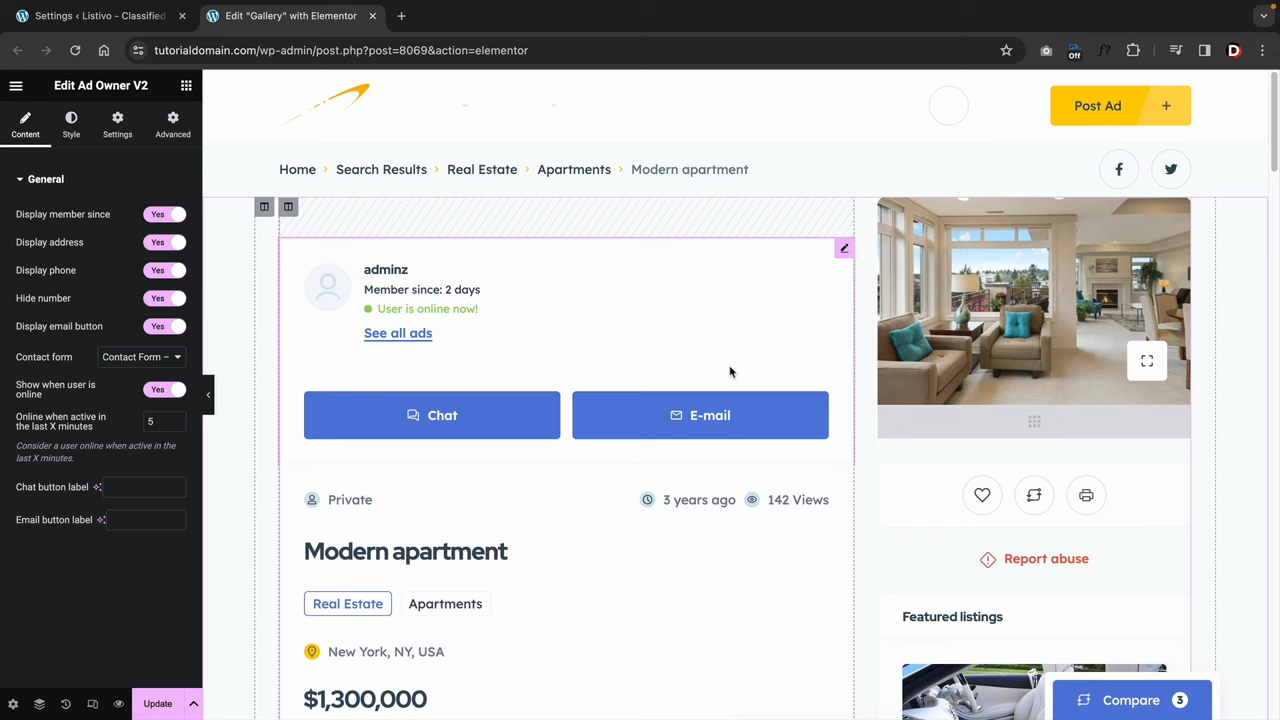 Settings ‹ Listivo – Classified
Edit "Gallery" with Elementor
tutorialdomain.com/wp-admin/post.php?post=8069&action=elementor
Off
f?
D
Edit Ad Owner V2
Content
Style
Settings
Advanced
General
Display member since Yes
Display address Yes
Display phone Yes
Hide number Yes
Display email button Yes
Contact form Contact Form –
Show when user is
online Yes
Online when active in
the last X minutes 5
Consider a user online when active in the
last X minutes.
Chat button label
Email button label
Update
Post Ad +
Home › Search Results › Real Estate › Apartments › Modern apartment
adminz
Member since: 2 days
User is online now!
See all ads
Chat
E-mail
Private
3 years ago
142 Views
Modern apartment
Real Estate
Apartments
New York, NY, USA
$1,300,000
Report abuse
Featured listings
Compare 3